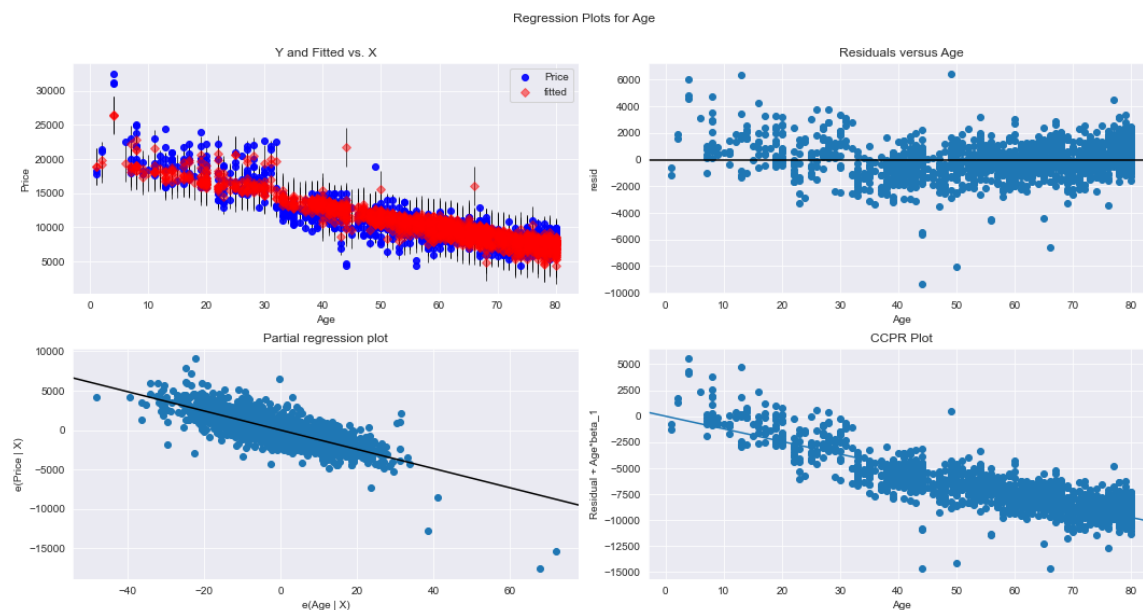 Regression Plots for Age
Y and Fitted vs. X
Price
30000
25000
20000
15000
10000
5000
0 10 20 30 40 50 60 70 80
Age
Price
fitted
Residuals versus Age
resid
6000
4000
2000
0
−2000
−4000
−6000
−8000
−10000
0 10 20 30 40 50 60 70 80
Age
Partial regression plot
e(Price | X)
10000
5000
0
−5000
−10000
−15000
−40 −20 0 20 40 60
e(Age | X)
CCPR Plot
Residual + Age*beta_1
5000
2500
0
−2500
−5000
−7500
−10000
−12500
−15000
0 10 20 30 40 50 60 70 80
Age